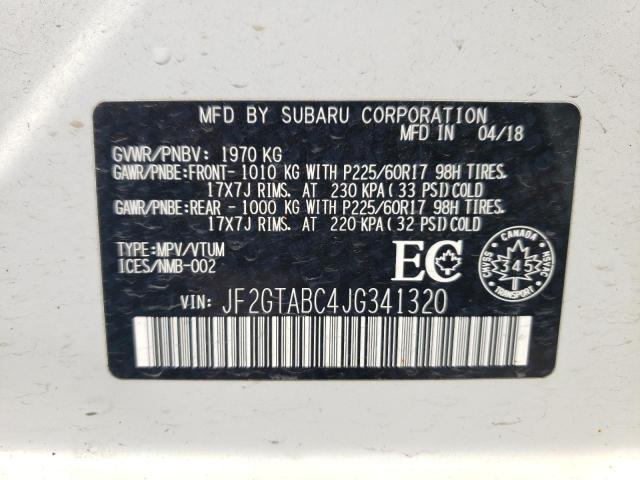 MFD BY SUBARU CORPORATION
MFD IN 04/18
GVWR/PNBV: 1970 KG
GAWR/PNBE:FRONT- 1010 KG WITH P225/60R17 98H TIRES.
17X7J RIMS. AT 230 KPA(33 PSI)COLD
GAWR/PNBE:REAR - 1000 KG WITH P225/60R17 98H TIRES.
17X7J RIMS. AT 220 KPA(32 PSI)COLD
TYPE:MPV/VTUM
ICES/NMB-002
EC
CANADA
CMVSS 345 NSVAC
TRANSPORT
VIN: JF2GTABC4JG341320